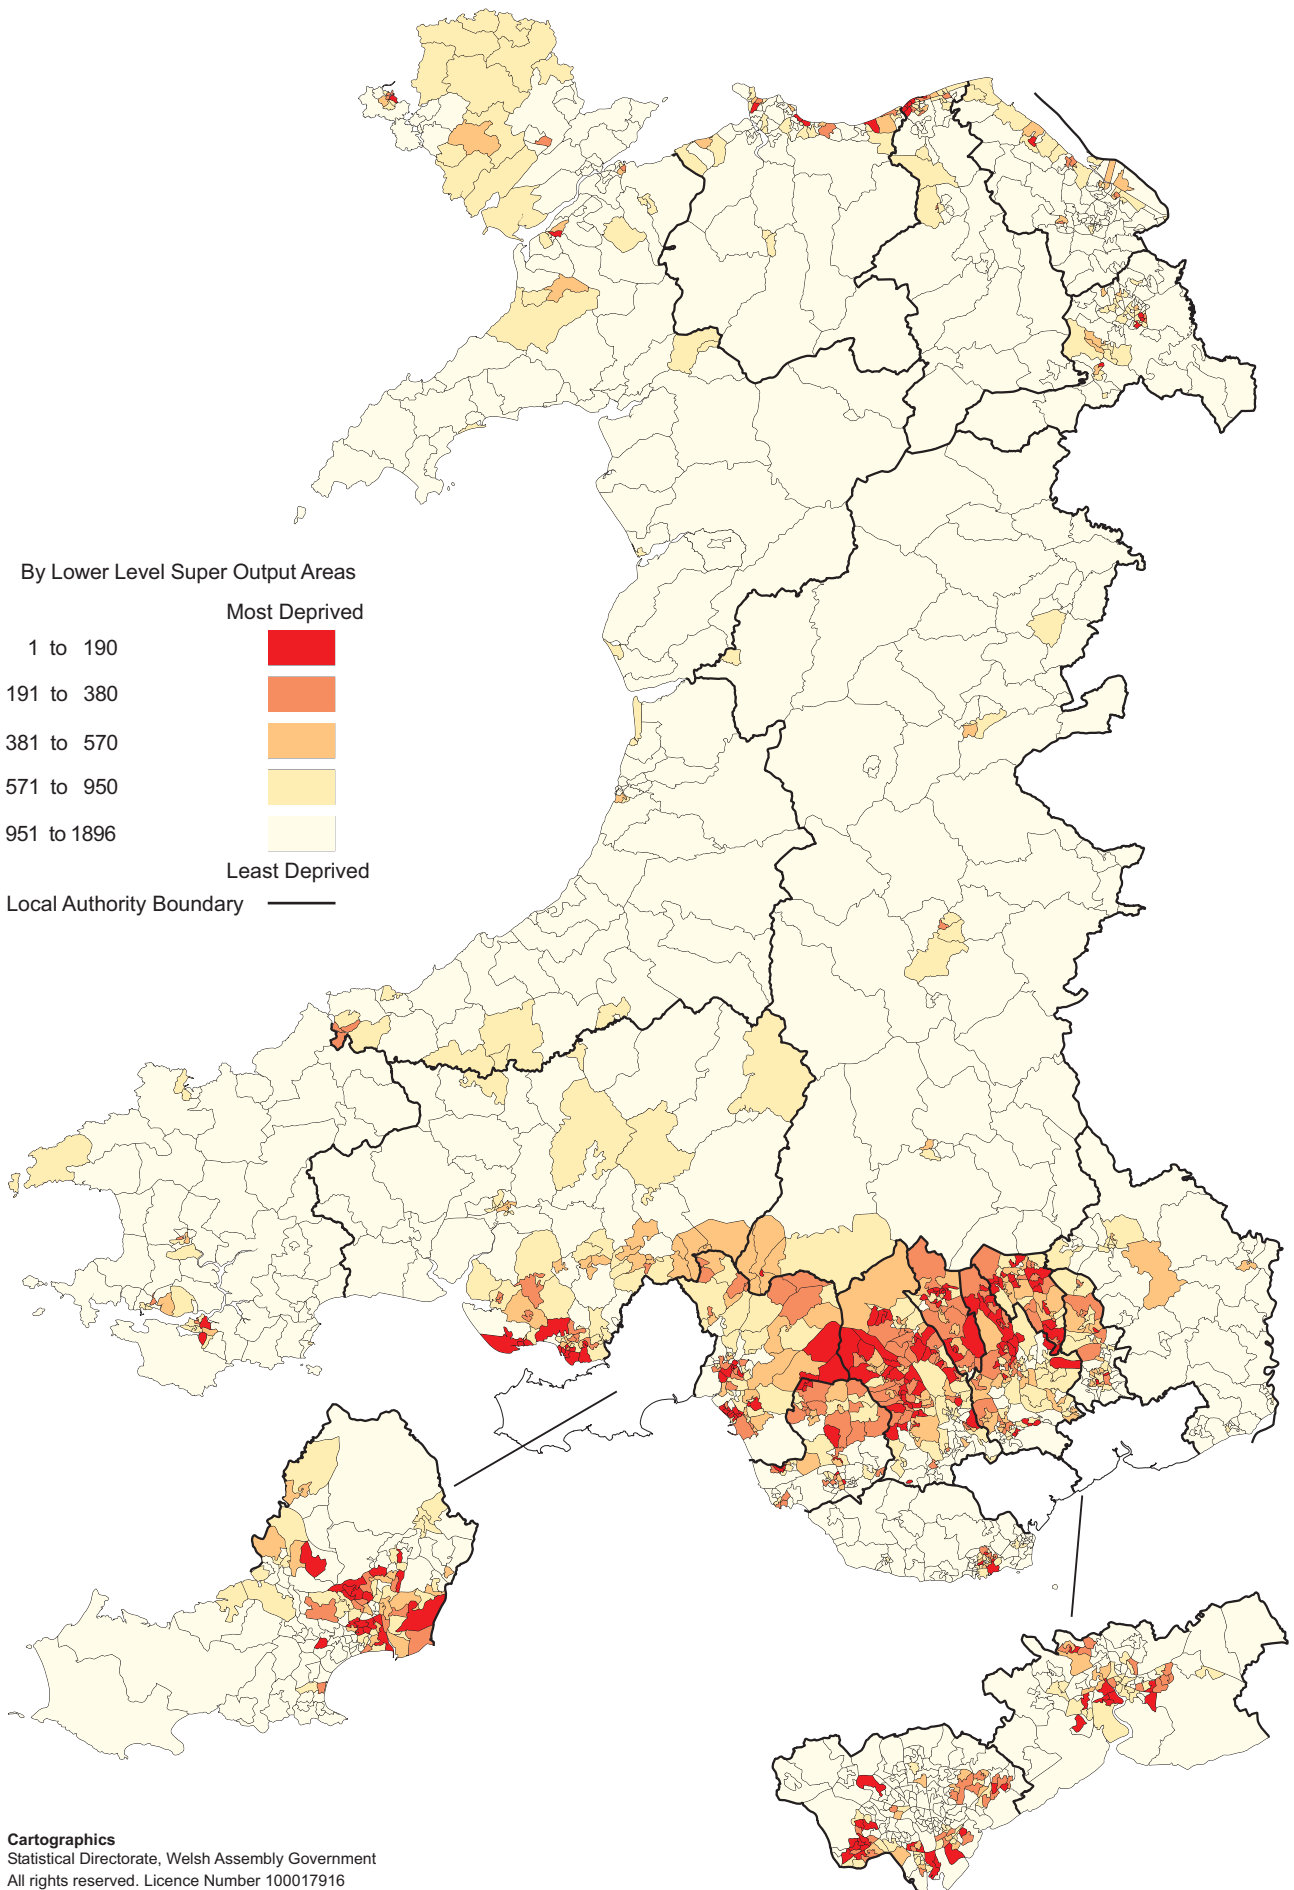 By Lower Level Super Output Areas
Most Deprived
1 to 190
191 to 380
381 to 570
571 to 950
951 to 1896
Least Deprived
Local Authority Boundary
Cartographics
Statistical Directorate, Welsh Assembly Government
All rights reserved. Licence Number 100017916